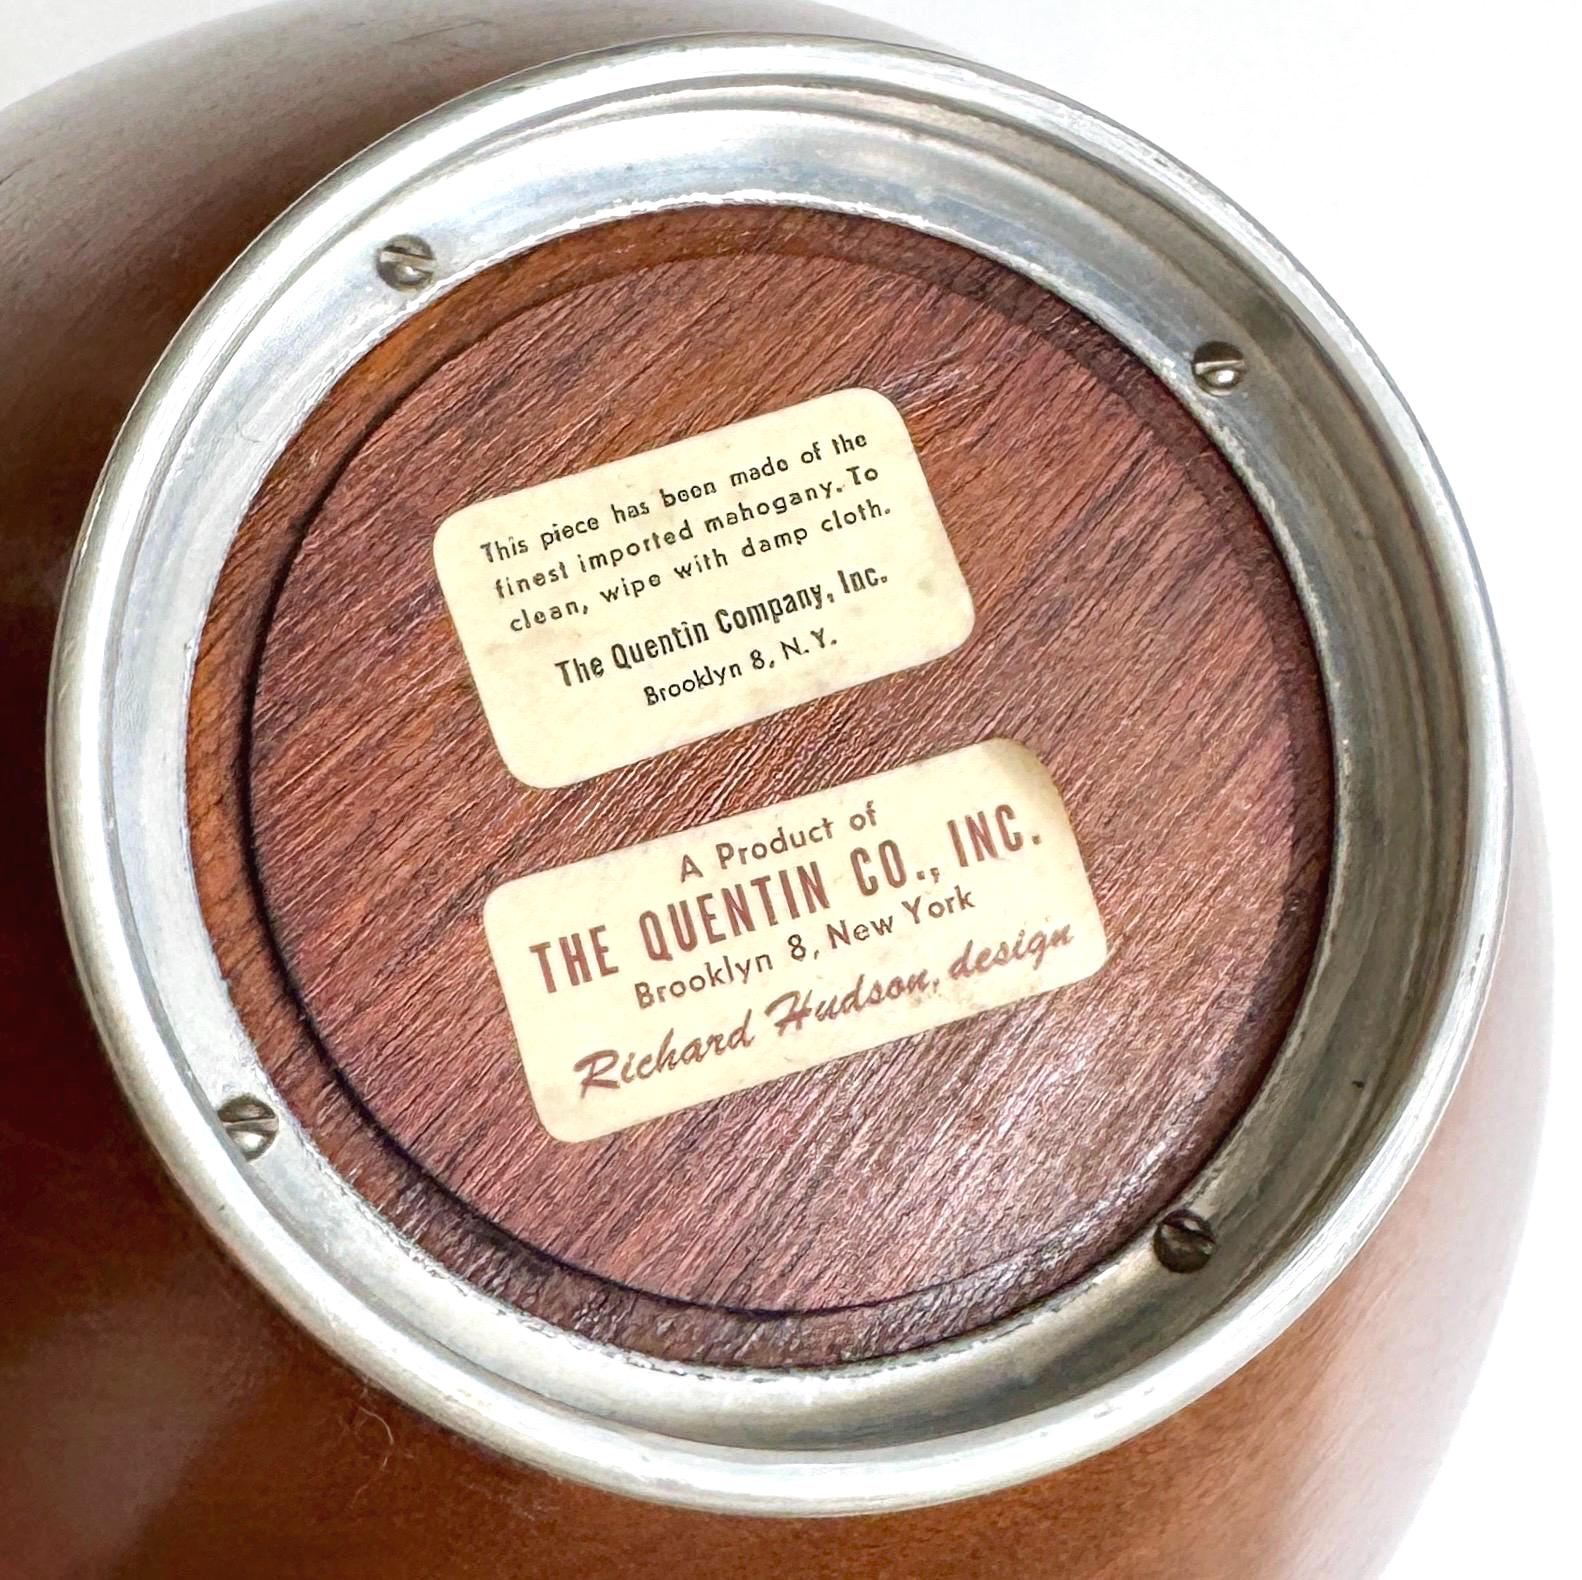 This piece has been made of the
finest imported mahogany. To
clean, wipe with damp cloth.
The Quentin Company, Inc.
Brooklyn 8, N.Y.
A Product of
THE QUENTIN CO., INC.
Brooklyn 8, New York
Richard Hudson, design